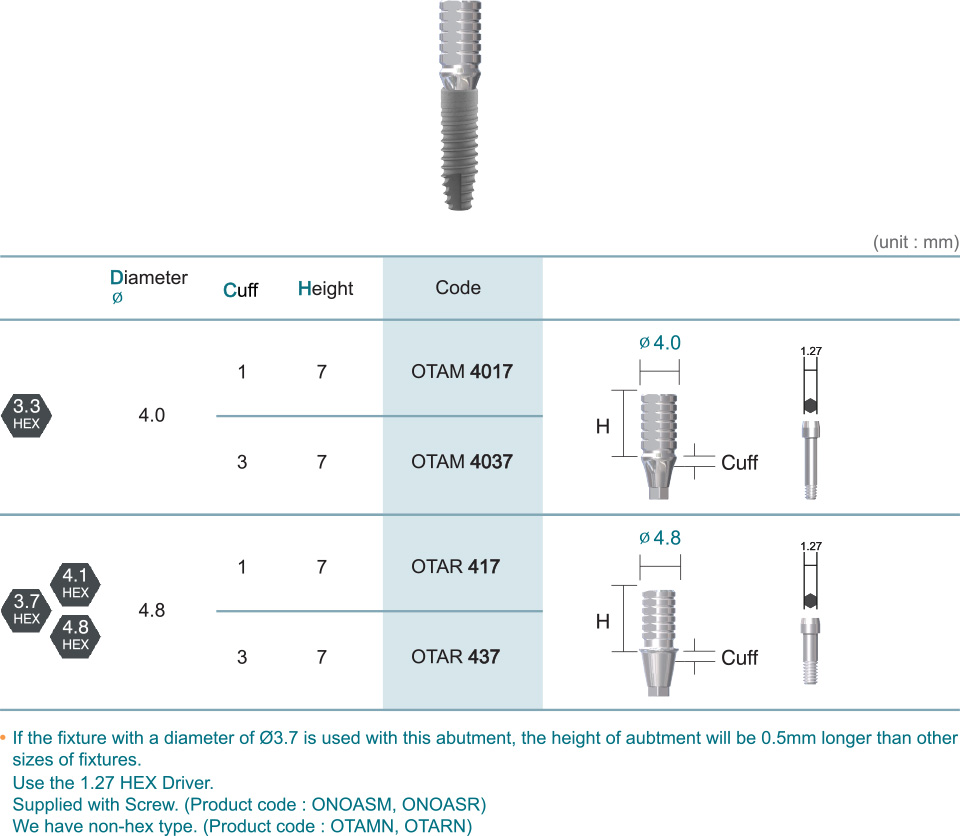 (unit : mm)
Diameter Ø Cuff Height Code
3.3 HEX 4.0
1 7 OTAM 4017
3 7 OTAM 4037
ø 4.0
H
Cuff
1.27
4.1 HEX
3.7 HEX
4.8 HEX
4.8
1 7 OTAR 417
3 7 OTAR 437
ø 4.8
H
Cuff
1.27
• If the fixture with a diameter of Ø3.7 is used with this abutment, the height of aubtment will be 0.5mm longer than other
sizes of fixtures.
Use the 1.27 HEX Driver.
Supplied with Screw. (Product code : ONOASM, ONOASR)
We have non-hex type. (Product code : OTAMN, OTARN)